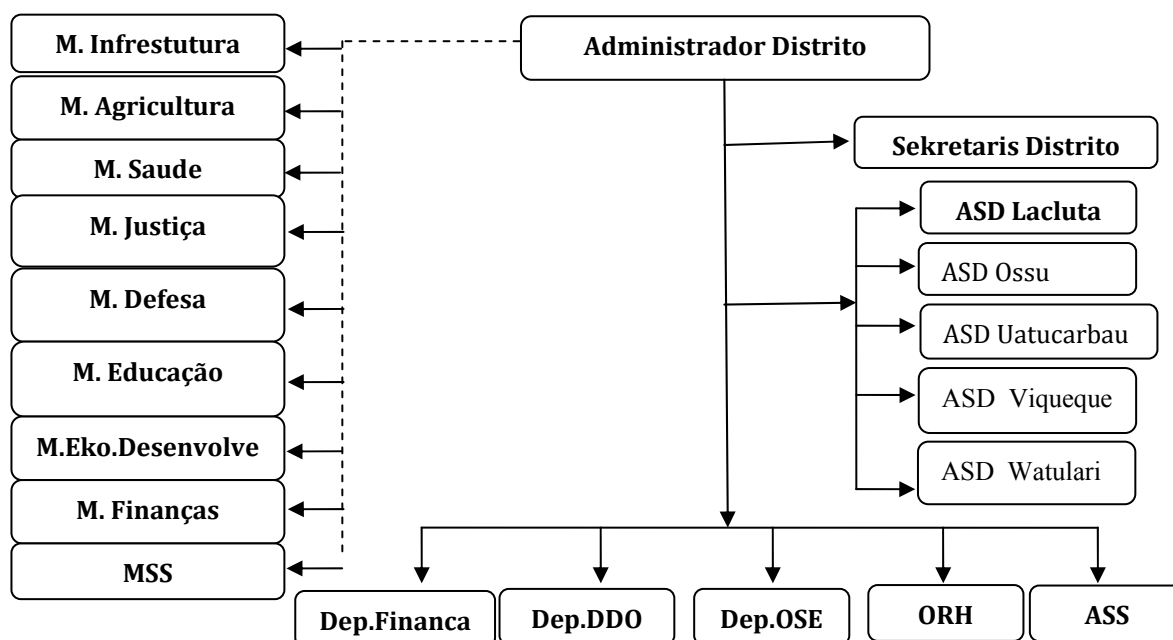 Administrador Distrito
M. Infrestutura
M. Agricultura
M. Saude
M. Justiça
M. Defesa
M. Educação
M.Eko.Desenvolve
M. Finanças
MSS
Sekretaris Distrito
ASD Lacluta
ASD Ossu
ASD Uatucarbau
ASD Viqueque
ASD Watulari
Dep.Financa
Dep.DDO
Dep.OSE
ORH
ASS